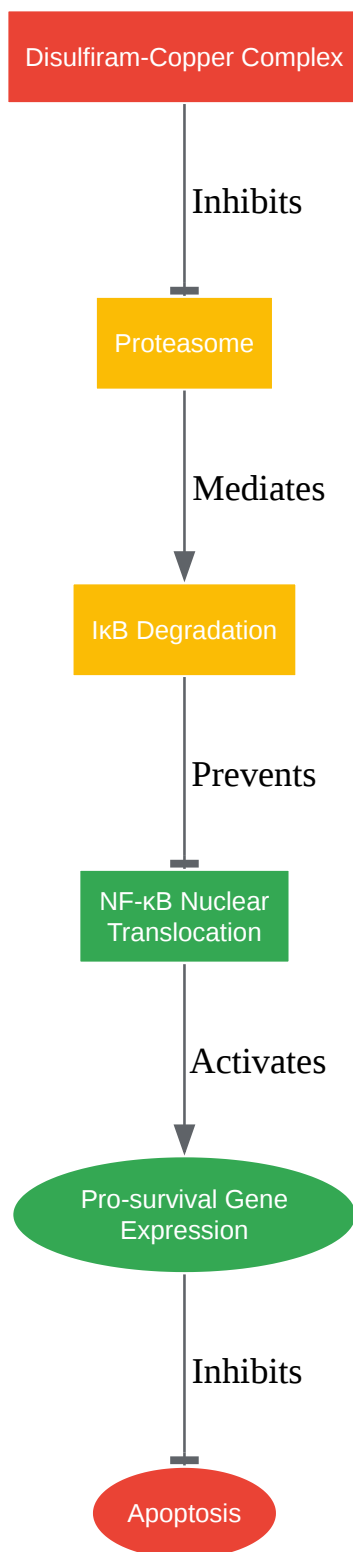 Disulfiram-Copper Complex
Inhibits
Proteasome
Mediates
IκB Degradation
Prevents
NF-κB Nuclear
Translocation
Activates
Pro-survival Gene
Expression
Inhibits
Apoptosis